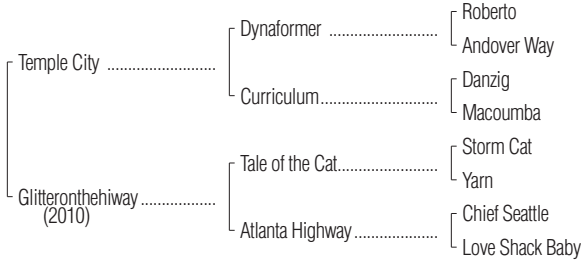 Roberto
Dynaformer
Andover Way
Temple City
Danzig
Curriculum
Macoumba
Storm Cat
Tale of the Cat
Yarn
Glitteronthehiway
(2010)
Chief Seattle
Atlanta Highway
Love Shack Baby